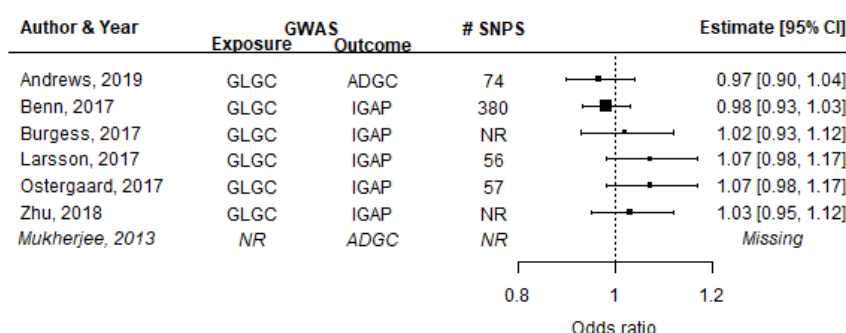 Author & Year GWAS # SNPS Estimate [95% CI]
Exposure Outcome
Andrews, 2019 GLGC ADGC 74 0.97 [0.90, 1.04]
Benn, 2017 GLGC IGAP 380 0.98 [0.93, 1.03]
Burgess, 2017 GLGC IGAP NR 1.02 [0.93, 1.12]
Larsson, 2017 GLGC IGAP 56 1.07 [0.98, 1.17]
Ostergaard, 2017 GLGC IGAP 57 1.07 [0.98, 1.17]
Zhu, 2018 GLGC IGAP NR 1.03 [0.95, 1.12]
Mukherjee, 2013 NR ADGC NR Missing
0.8 1 1.2
Odds ratio